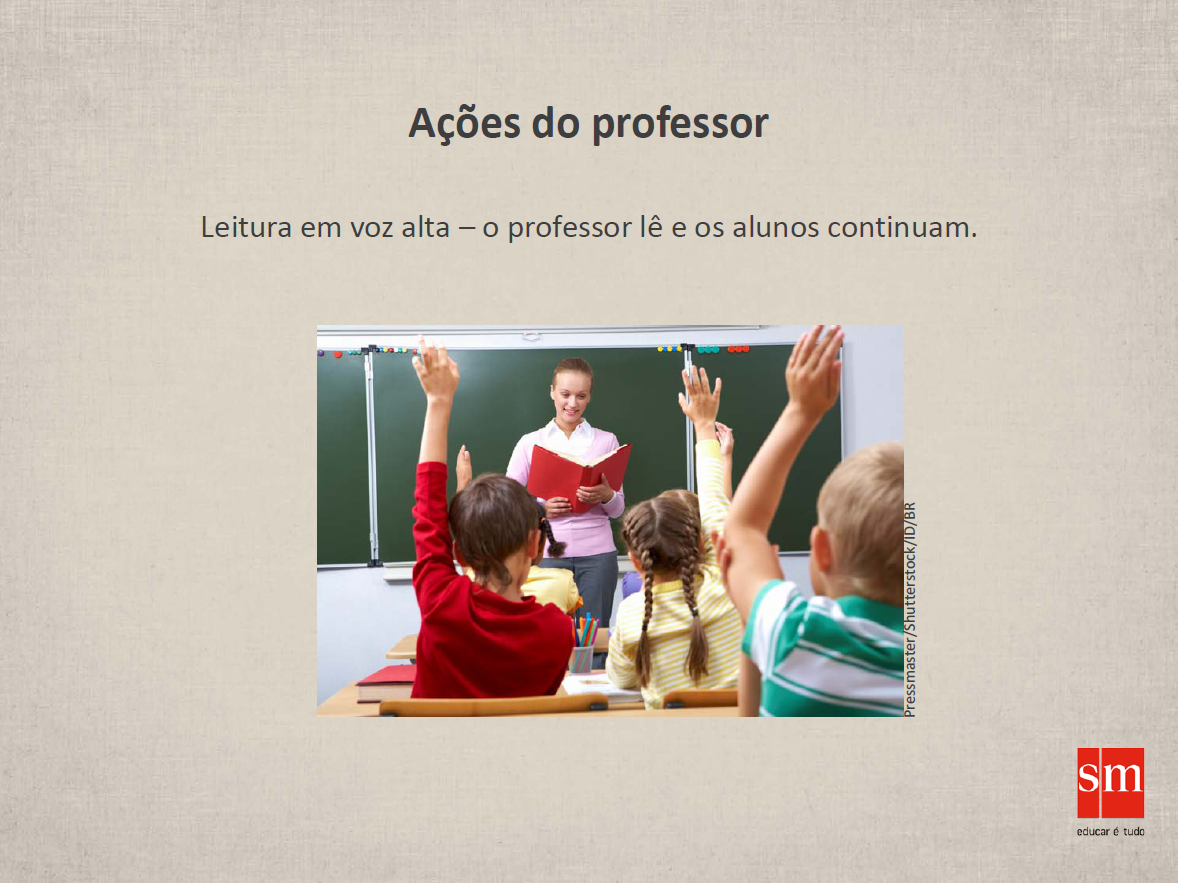 Ações do professor
Leitura em voz alta – o professor lê e os alunos continuam.
Pressmaster/Shutterstock/ID/BR
sm
educar é tudo